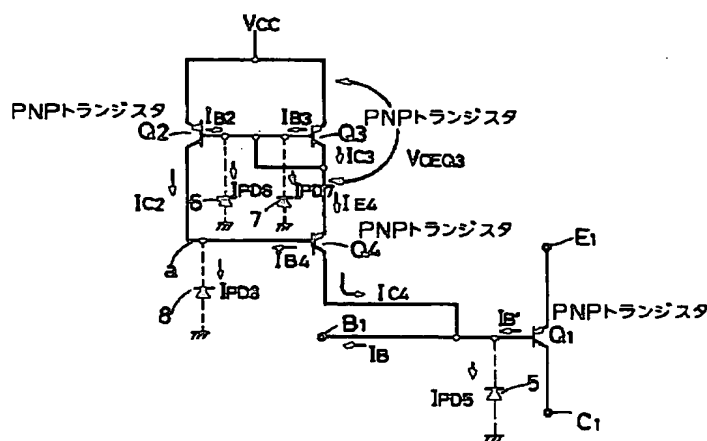 VCC
PNPトランジスタ
Q2
IB2
IB3
PNPトランジスタ
Q3
IC3
VCEQ3
IC2
6
IPD6
7
IPD7
IE4
PNPトランジスタ
Q4
a
IB4
E1
8
IPD3
IC4
B1
IB
IB'
PNPトランジスタ
Q1
IPD5
5
C1